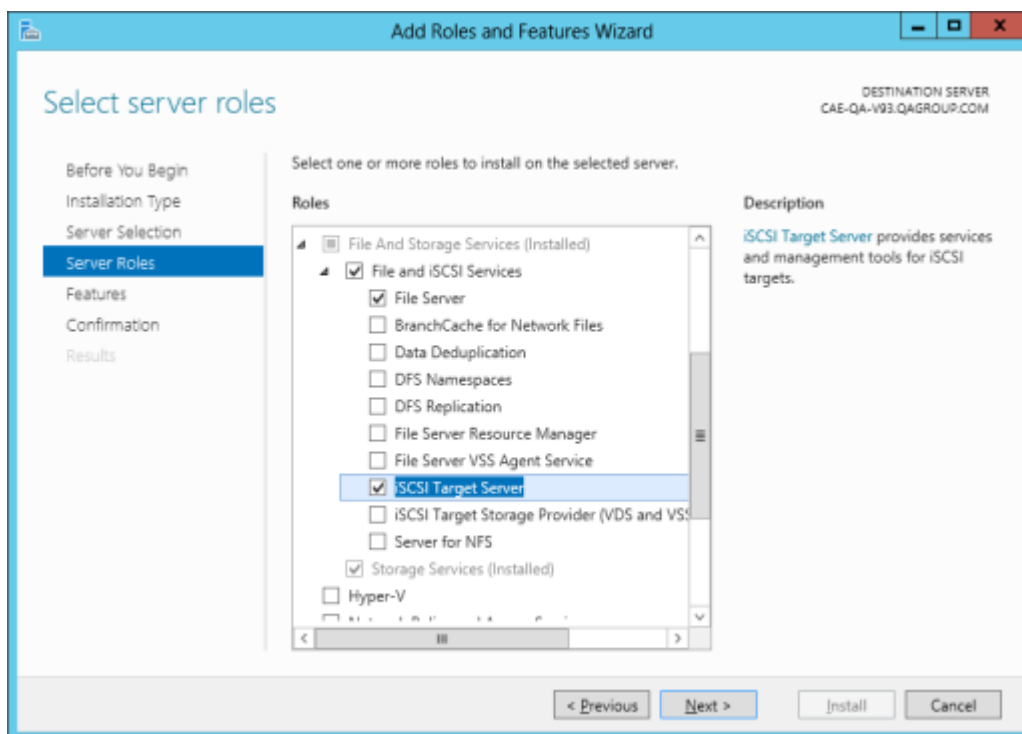 Add Roles and Features Wizard
Select server roles
DESTINATION SERVER
CAE-QA-V93.QAGROUP.COM
Before You Begin
Installation Type
Server Selection
Server Roles
Features
Confirmation
Results
Select one or more roles to install on the selected server.
Roles
File And Storage Services (Installed)
File and iSCSI Services
File Server
BranchCache for Network Files
Data Deduplication
DFS Namespaces
DFS Replication
File Server Resource Manager
File Server VSS Agent Service
iSCSI Target Server
iSCSI Target Storage Provider (VDS and VSS
Server for NFS
Storage Services (Installed)
Hyper-V
Description
iSCSI Target Server provides services
and management tools for iSCSI
targets.
< Previous
Next >
Install
Cancel